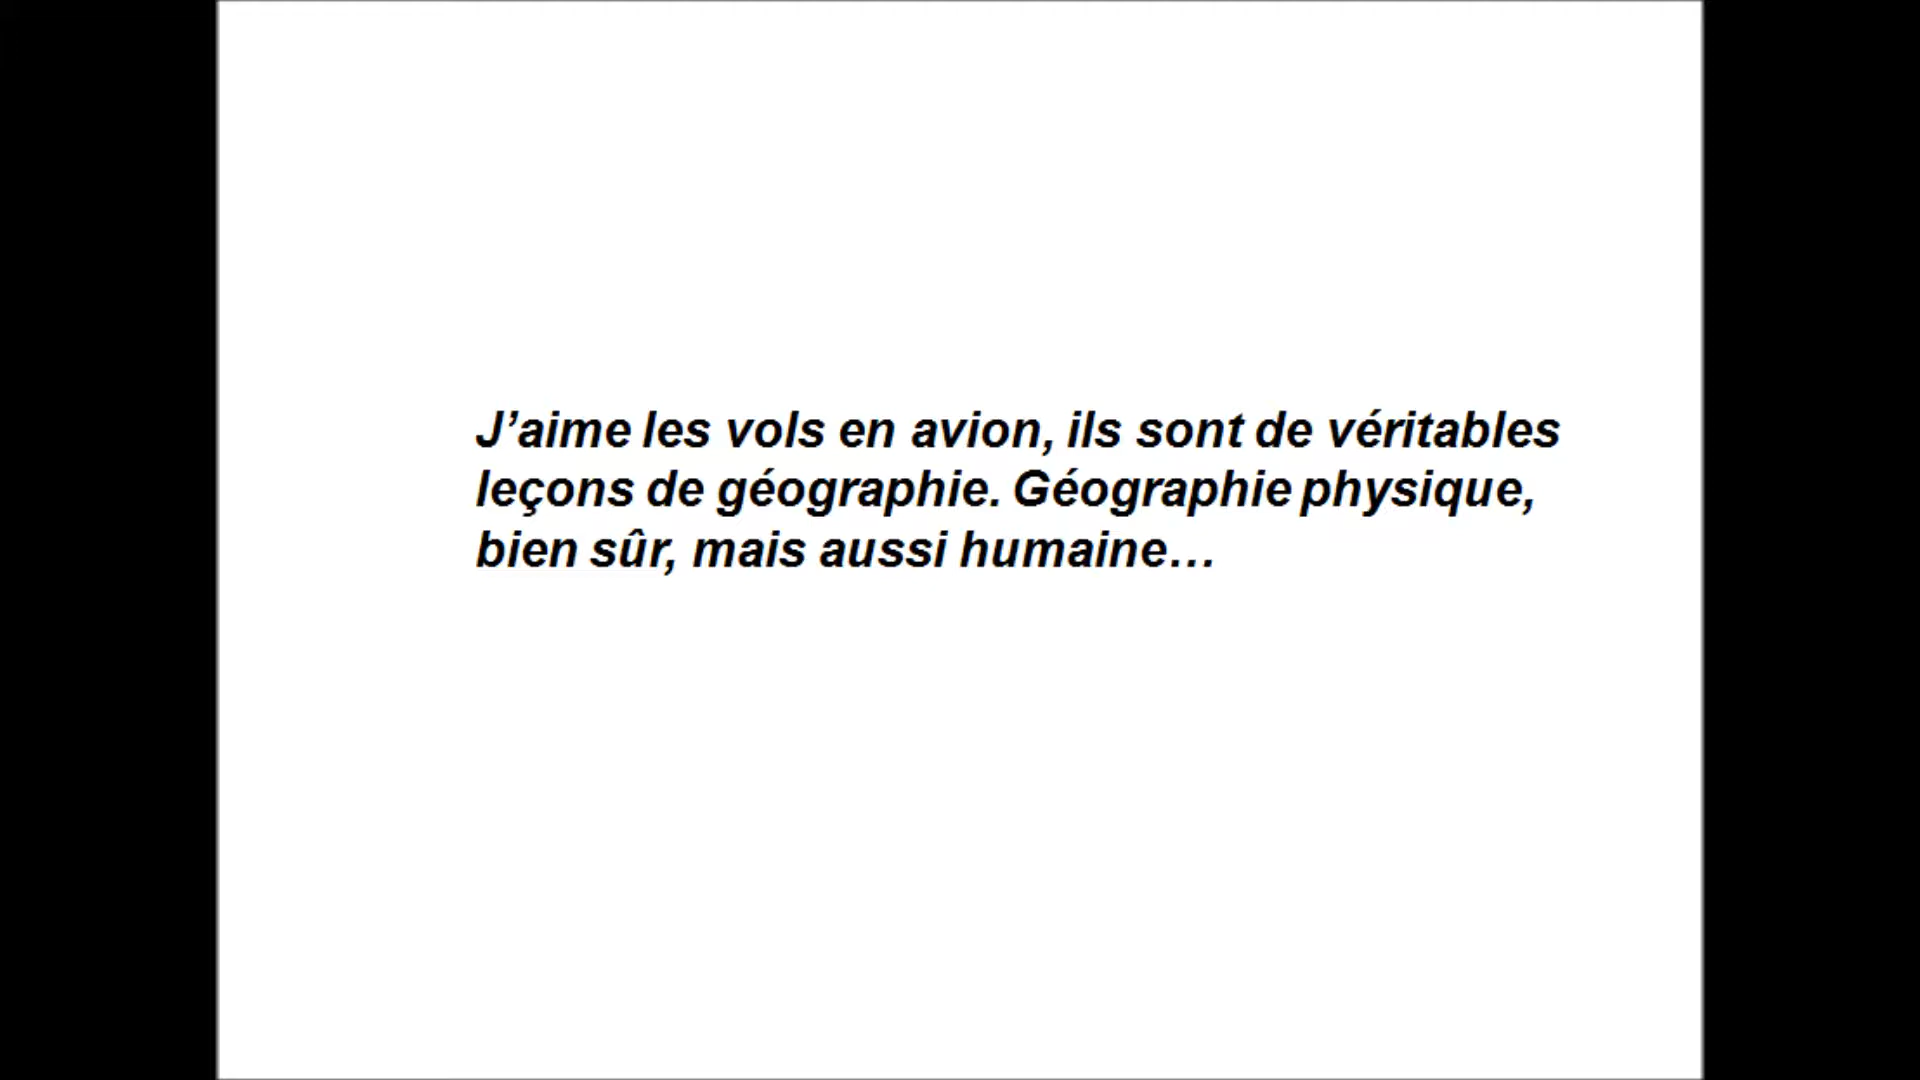 J’aime les vols en avion, ils sont de véritables
leçons de géographie. Géographie physique,
bien sûr, mais aussi humaine…